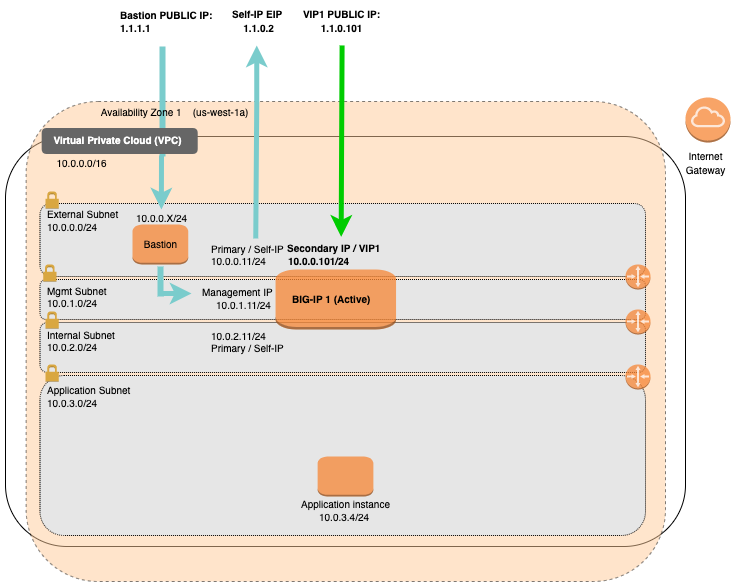 Bastion PUBLIC IP:
1.1.1.1
Self-IP EIP
1.1.0.2
VIP1 PUBLIC IP:
1.1.0.101
Availability Zone 1 (us-west-1a)
Virtual Private Cloud (VPC)
10.0.0.0/16
Internet
Gateway
External Subnet
10.0.0.0/24
10.0.0.X/24
Bastion
Primary / Self-IP
10.0.0.11/24
Secondary IP / VIP1
10.0.0.101/24
Mgmt Subnet
10.0.1.0/24
Management IP
10.0.1.11/24
BIG-IP 1 (Active)
Internal Subnet
10.0.2.0/24
10.0.2.11/24
Primary / Self-IP
Application Subnet
10.0.3.0/24
Application instance
10.0.3.4/24